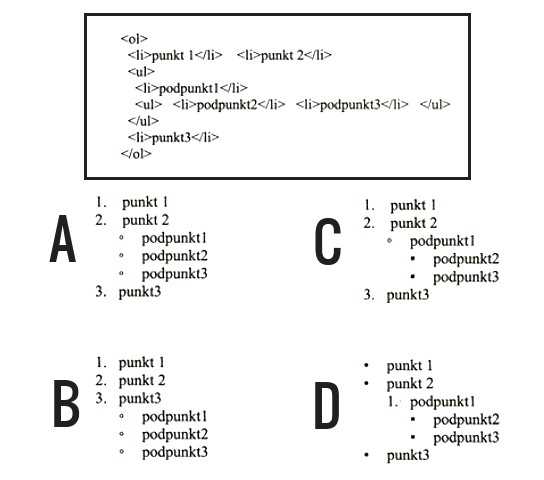 <ol>
<li>punkt 1</li> <li>punkt 2</li>
<ul>
<li>podpunkt1</li>
<ul> <li>podpunkt2</li> <li>podpunkt3</li> </ul>
</ul>
<li>punkt3</li>
</ol>
A
1. punkt 1
2. punkt 2
∘ podpunkt1
∘ podpunkt2
∘ podpunkt3
3. punkt3
C
1. punkt 1
2. punkt 2
∘ podpunkt1
▪ podpunkt2
▪ podpunkt3
3. punkt3
B
1. punkt 1
2. punkt 2
3. punkt3
∘ podpunkt1
∘ podpunkt2
∘ podpunkt3
D
• punkt 1
• punkt 2
1. podpunkt1
▪ podpunkt2
▪ podpunkt3
• punkt3